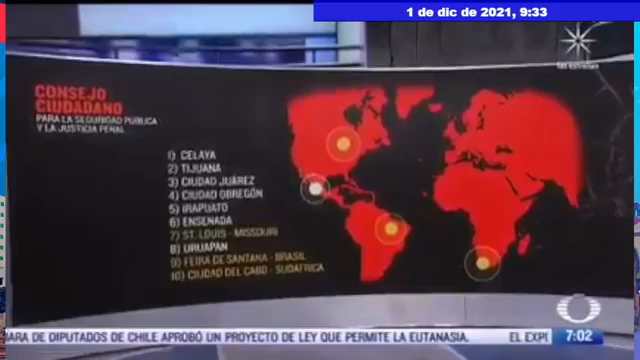 1 de dic de 2021, 9:33
las estrellas
CONSEJO
CIUDADANO
PARA LA SEGURIDAD PÚBLICA
Y LA JUSTICIA PENAL
1) CELAYA
2) TIJUANA
3) CIUDAD JUÁREZ
4) CIUDAD OBREGÓN
5) IRAPUATO
6) ENSENADA
7) ST. LOUIS - MISSOURI
8) URUAPAN
9) FEIRA DE SANTANA - BRASIL
10) CIUDAD DEL CABO - SUDÁFRICA
ARA DE DIPUTADOS DE CHILE APROBÓ UN PROYECTO DE LEY QUE PERMITE LA EUTANASIA. EL EXP
7:02